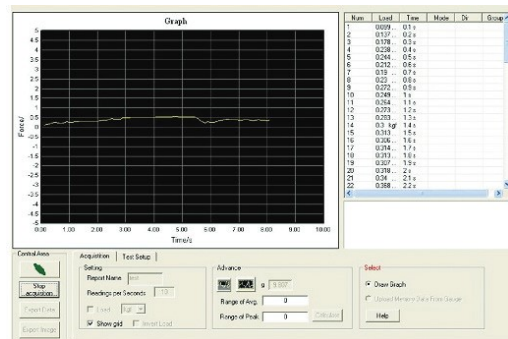 Graph
Force/
5
4.5
4
3.5
3
2.5
2
1.5
1
0.5
0
-0.5
-1
-1.5
-2
-2.5
-3
-3.5
-4
-4.5
-5
0.00 1.00 2.00 3.00 4.00 5.00 6.00 7.00 8.00 9.00 10.00
Time/s
Num Load Time Mode Dir Group
1 0.099 ... 0.1 s
2 0.137 ... 0.2 s
3 0.178 ... 0.3 s
4 0.238 ... 0.4 s
5 0.244 ... 0.5 s
6 0.212 ... 0.6 s
7 0.19 ... 0.7 s
8 0.23 ... 0.8 s
9 0.272 ... 0.9 s
10 0.249 ... 1 s
11 0.264 ... 1.1 s
12 0.273 ... 1.2 s
13 0.283 ... 1.3 s
14 0.3 kgf 1.4 s
15 0.313 ... 1.5 s
16 0.306 ... 1.6 s
17 0.314 ... 1.7 s
18 0.313 ... 1.8 s
19 0.307 ... 1.9 s
20 0.318 ... 2 s
21 0.34 ... 2.1 s
22 0.368 ... 2.2 s
Central Area
Stop acquisition
Export Data
Export Image
Acquisition Test Setup
Setting
Report Name
Readings per Seconds 10
Load kgf
Show grid Invert Load
Advance
g 9.807
Range of Avg. 0
Range of Peak 0
Calculate
Select
Draw Graph
Upload Memory Data From Gauge
Help